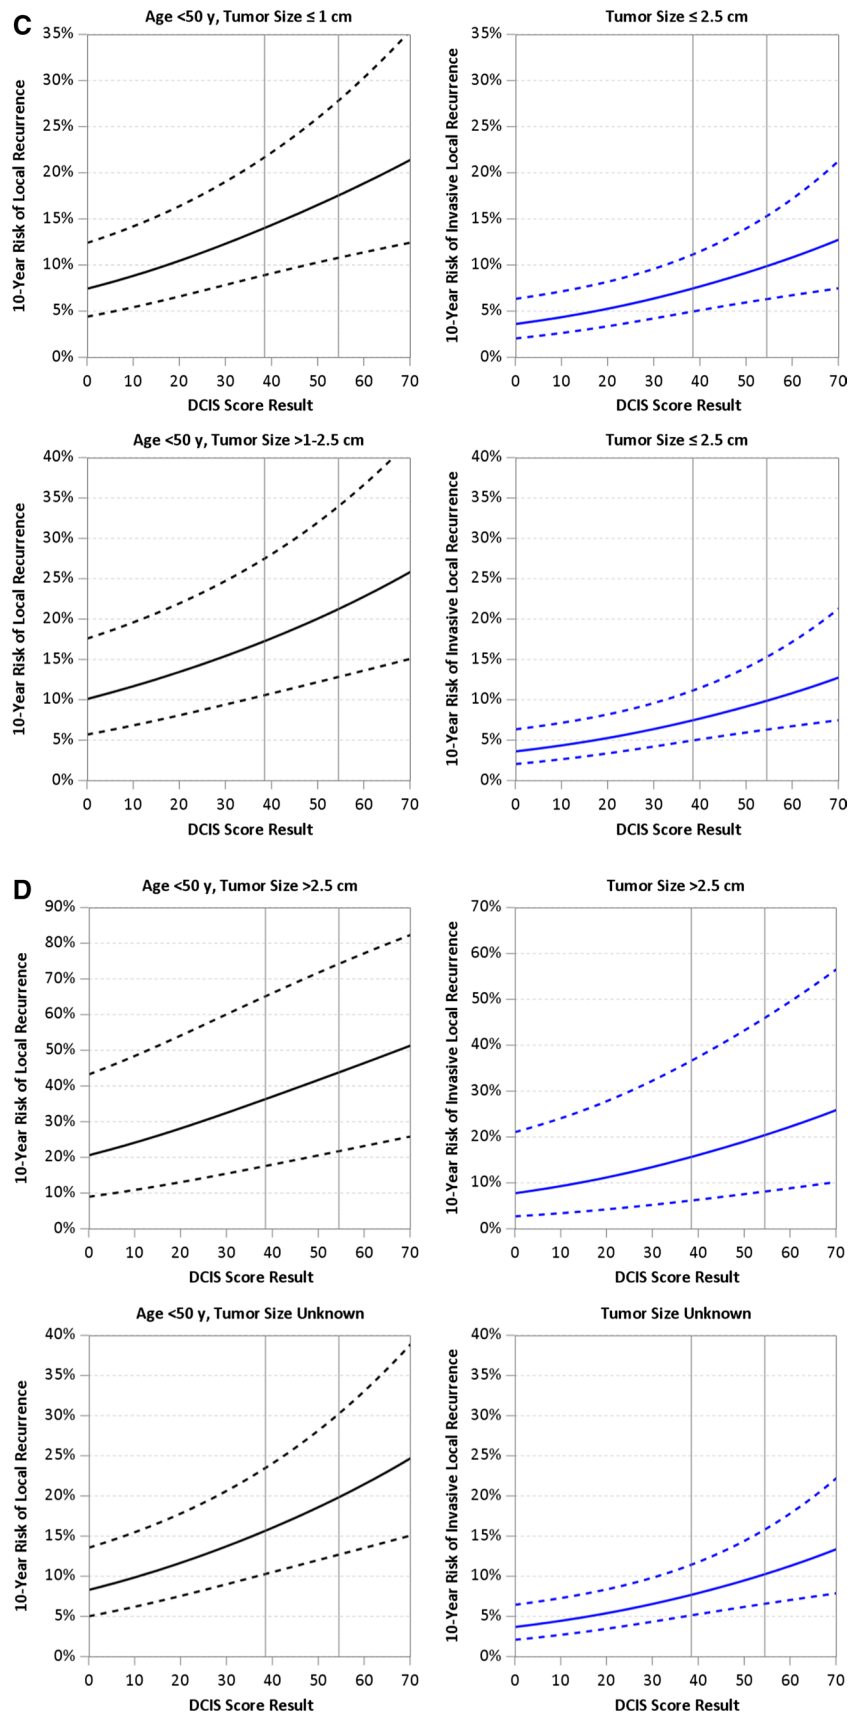 C
Age <50 y, Tumor Size ≤ 1 cm
10-Year Risk of Local Recurrence
35%
30%
25%
20%
15%
10%
5%
0%
0 10 20 30 40 50 60 70
DCIS Score Result
Tumor Size ≤ 2.5 cm
10-Year Risk of Invasive Local Recurrence
35%
30%
25%
20%
15%
10%
5%
0%
0 10 20 30 40 50 60 70
DCIS Score Result
Age <50 y, Tumor Size >1-2.5 cm
10-Year Risk of Local Recurrence
40%
35%
30%
25%
20%
15%
10%
5%
0%
0 10 20 30 40 50 60 70
DCIS Score Result
Tumor Size ≤ 2.5 cm
10-Year Risk of Invasive Local Recurrence
40%
35%
30%
25%
20%
15%
10%
5%
0%
0 10 20 30 40 50 60 70
DCIS Score Result
D
Age <50 y, Tumor Size >2.5 cm
10-Year Risk of Local Recurrence
90%
80%
70%
60%
50%
40%
30%
20%
10%
0%
0 10 20 30 40 50 60 70
DCIS Score Result
Tumor Size >2.5 cm
10-Year Risk of Invasive Local Recurrence
70%
60%
50%
40%
30%
20%
10%
0%
0 10 20 30 40 50 60 70
DCIS Score Result
Age <50 y, Tumor Size Unknown
10-Year Risk of Local Recurrence
40%
35%
30%
25%
20%
15%
10%
5%
0%
0 10 20 30 40 50 60 70
DCIS Score Result
Tumor Size Unknown
10-Year Risk of Invasive Local Recurrence
40%
35%
30%
25%
20%
15%
10%
5%
0%
0 10 20 30 40 50 60 70
DCIS Score Result